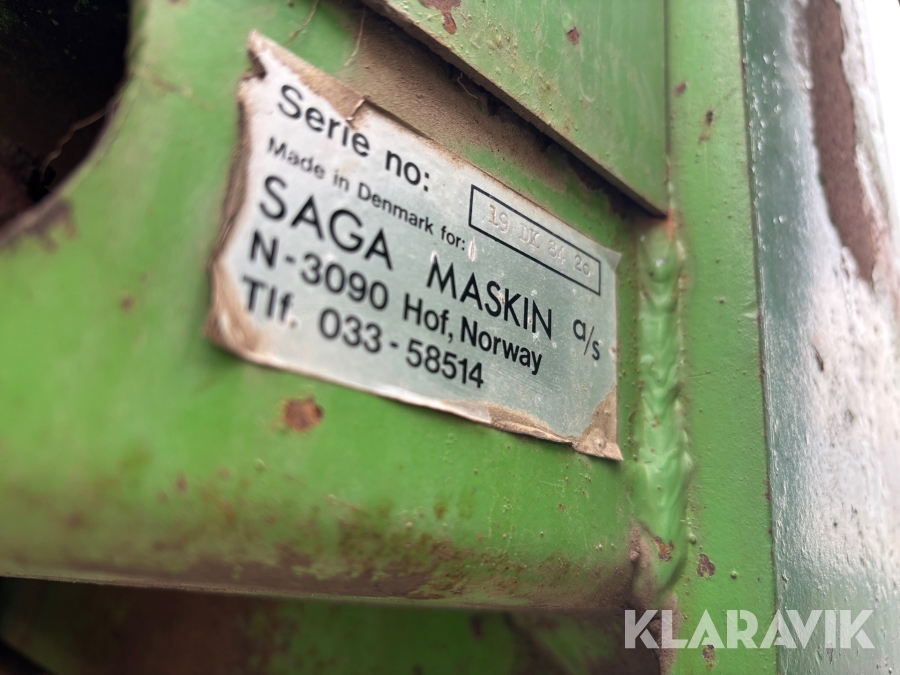 Serie no: 19 DK 84 26
Made in Denmark for:
SAGA MASKIN a/s
N-3090 Hof, Norway
Tlf. 033-58514
KLARAVIK